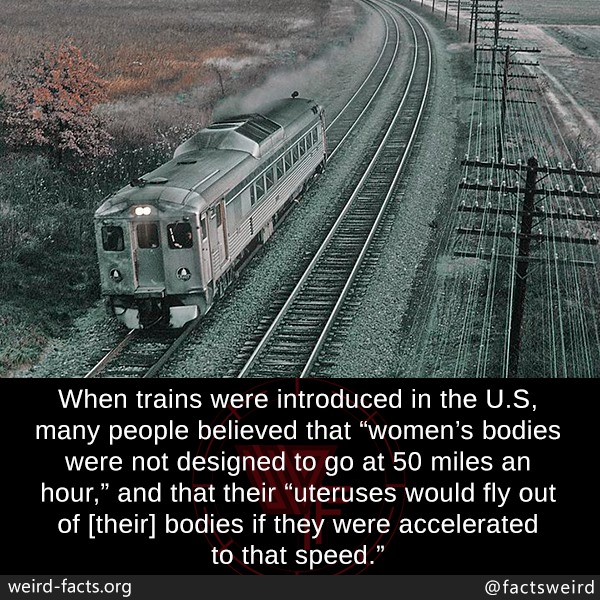 When trains were introduced in the U.S,
many people believed that “women’s bodies
were not designed to go at 50 miles an
hour,” and that their “uteruses would fly out
of [their] bodies if they were accelerated
to that speed.”
weird-facts.org
@factsweird